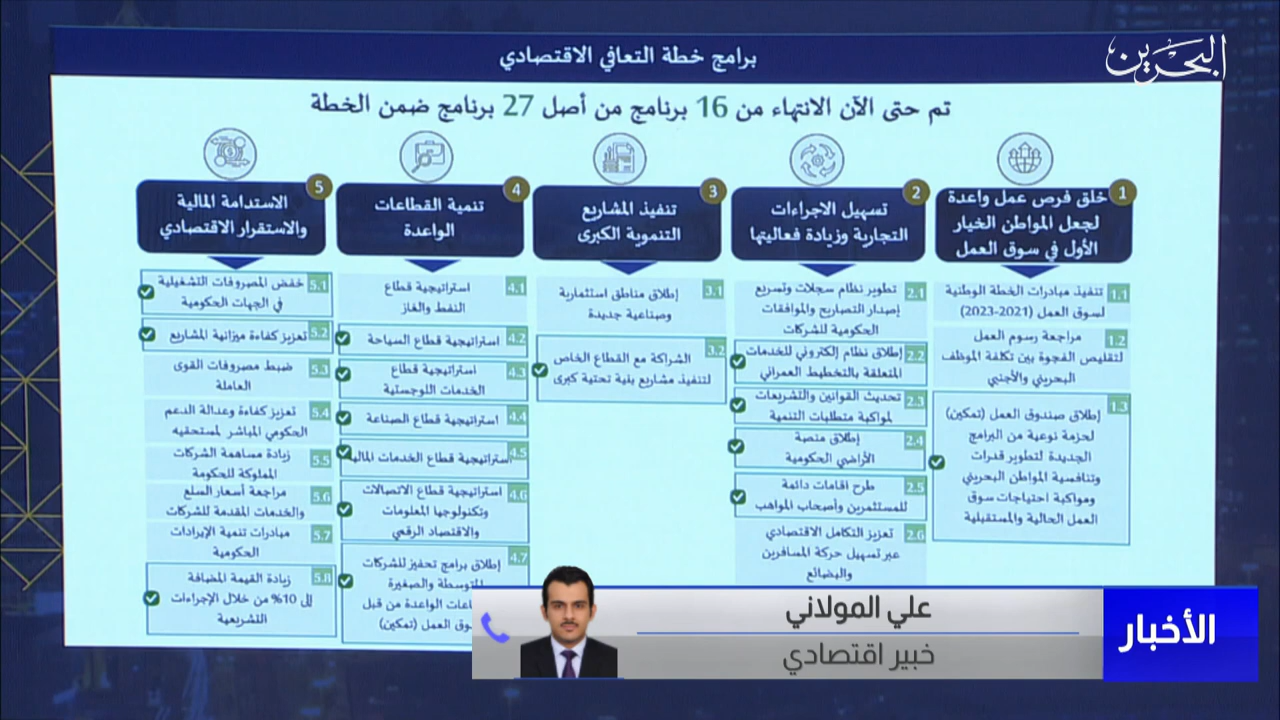 البحرين
برامج خطة التعافي الاقتصادي
تم حتى الآن الانتهاء من 16 برنامج من أصل 27 برنامج ضمن الخطة
1
خلق فرص عمل واعدة
لجعل المواطن الخيار
الأول في سوق العمل
1.1
تنفيذ مبادرات الخطة الوطنية
لسوق العمل (2021-2023)
1.2
مراجعة رسوم العمل
لتقليص الفجوة بين تكلفة الموظف
البحريني والأجنبي
1.3
إطلاق صندوق العمل (تمكين)
لحزمة نوعية من البرامج
الجديدة لتطوير قدرات
وتنافسية المواطن البحريني
ومواكبة احتياجات سوق
العمل الحالية والمستقبلية
2
تسهيل الاجراءات
التجارية وزيادة فعاليتها
2.1
تطوير نظام سجلات وتسريع
إصدار التصاريح والموافقات
الحكومية للشركات
2.2
إطلاق نظام إلكتروني للخدمات
المتعلقة بالتخطيط العمراني
2.3
تحديث القوانين والتشريعات
لمواكبة متطلبات التنمية
2.4
إطلاق منصة
الأراضي الحكومية
2.5
طرح اقامات دائمة
للمستثمرين وأصحاب المواهب
2.6
تعزيز التكامل الاقتصادي
عبر تسهيل حركة المسافرين
والبضائع
3
تنفيذ المشاريع
التنموية الكبرى
3.1
إطلاق مناطق استثمارية
وصناعية جديدة
3.2
الشراكة مع القطاع الخاص
لتنفيذ مشاريع بنية تحتية كبرى
4
تنمية القطاعات
الواعدة
4.1
استراتيجية قطاع
النفط والغاز
4.2
استراتيجية قطاع السياحة
4.3
استراتيجية قطاع
الخدمات اللوجستية
4.4
استراتيجية قطاع الصناعة
4.5
استراتيجية قطاع الخدمات المالية
4.6
استراتيجية قطاع الاتصالات
وتكنولوجيا المعلومات
والاقتصاد الرقمي
4.7
إطلاق برامج تحفيز للشركات
المتوسطة والصغيرة
الواعدة من قبل
العمل (تمكين)
5
الاستدامة المالية
والاستقرار الاقتصادي
5.1
خفض المصروفات التشغيلية
في الجهات الحكومية
5.2
تعزيز كفاءة ميزانية المشاريع
5.3
ضبط مصروفات القوى
العاملة
5.4
تعزيز كفاءة وعدالة الدعم
الحكومي المباشر لمستحقيه
5.5
زيادة مساهمة الشركات
المملوكة للحكومة
5.6
مراجعة أسعار السلع
والخدمات المقدمة للشركات
5.7
مبادرات تنمية الإيرادات
الحكومية
5.8
زيادة القيمة المضافة
إلى 10% من خلال الإجراءات
التشريعية
الأخبار
علي المولاني
خبير اقتصادي